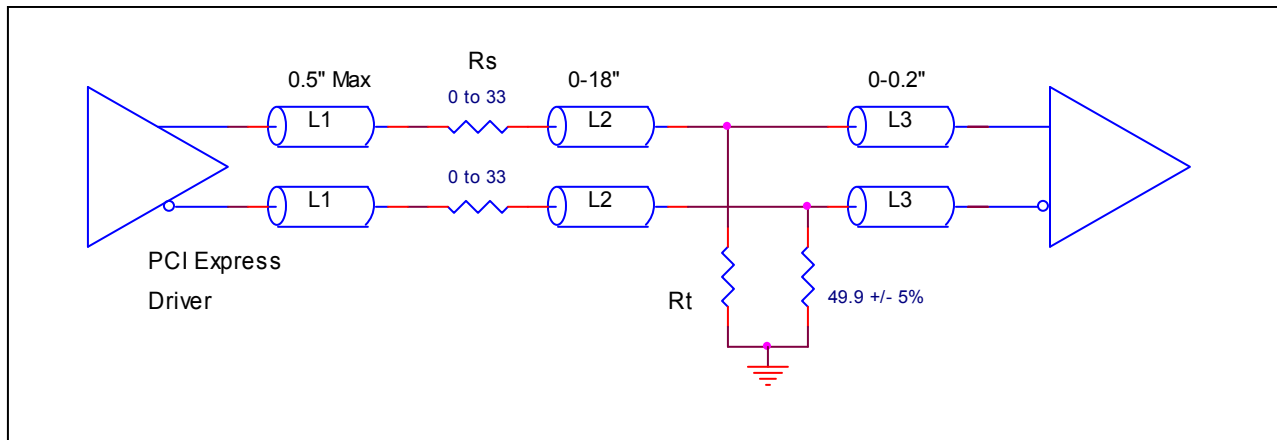 Rs
0.5" Max
0-18"
0-0.2"
0 to 33
L1
L2
L3
0 to 33
L1
L2
L3
PCI Express
Driver
Rt
49.9 +/- 5%